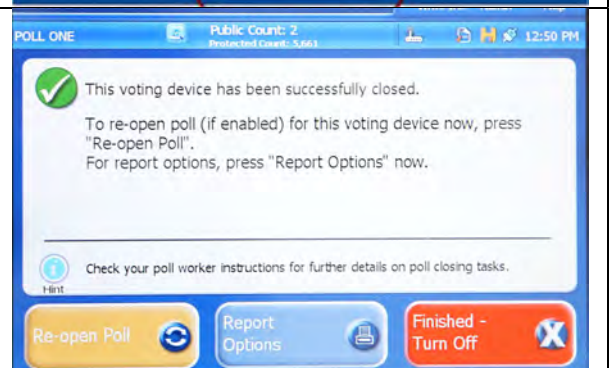 POLL ONE
Public Count: 2
Protected Count: 5,661
12:50 PM
This voting device has been successfully closed.
To re-open poll (if enabled) for this voting device now, press
"Re-open Poll".
For report options, press "Report Options" now.
Check your poll worker instructions for further details on poll closing tasks.
Hint
Re-open Poll
Report
Options
Finished -
Turn Off